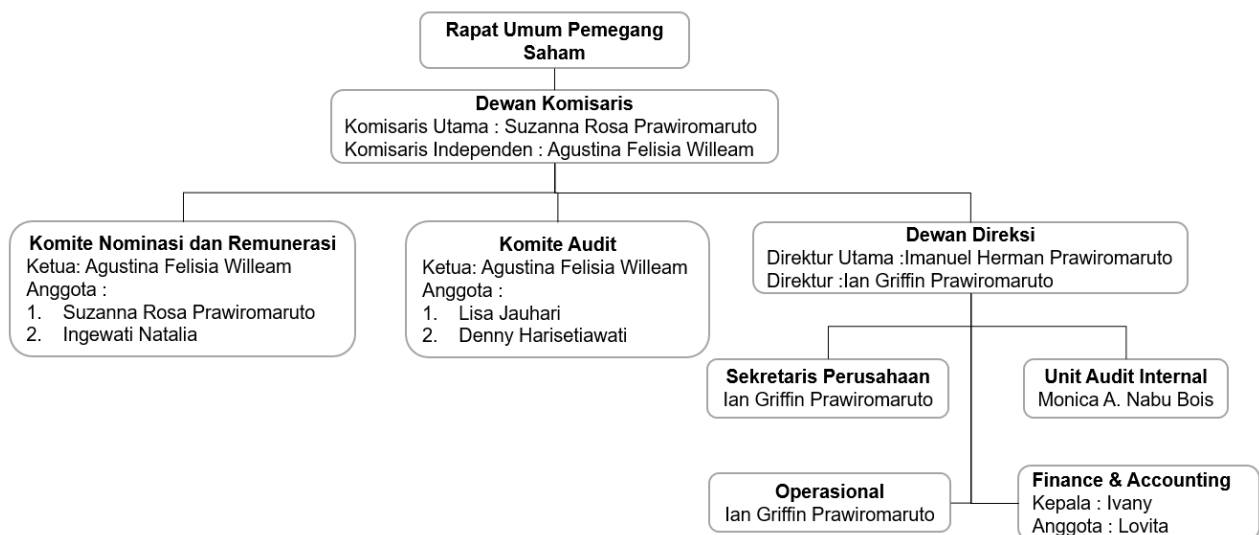 Rapat Umum Pemegang
Saham
Dewan Komisaris
Komisaris Utama : Suzanna Rosa Prawiromaruto
Komisaris Independen : Agustina Felisia Willeam
Komite Nominasi dan Remunerasi
Ketua: Agustina Felisia Willeam
Anggota :
1. Suzanna Rosa Prawiromaruto
2. Ingewati Natalia
Komite Audit
Ketua: Agustina Felisia Willeam
Anggota :
1. Lisa Jauhari
2. Denny Harisetiawati
Dewan Direksi
Direktur Utama :Imanuel Herman Prawiromaruto
Direktur :Ian Griffin Prawiromaruto
Sekretaris Perusahaan
Ian Griffin Prawiromaruto
Unit Audit Internal
Monica A. Nabu Bois
Operasional
Ian Griffin Prawiromaruto
Finance & Accounting
Kepala : Ivany
Anggota : Lovita